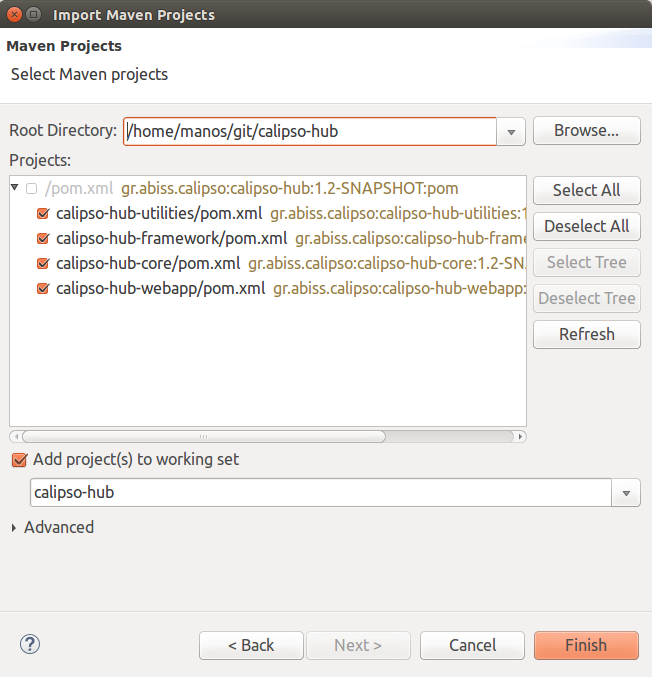 Import Maven Projects
Maven Projects
Select Maven projects
Root Directory: /home/manos/git/calipso-hub Browse...
Projects:
/pom.xml gr.abiss.calipso:calipso-hub:1.2-SNAPSHOT:pom
calipso-hub-utilities/pom.xml gr.abiss.calipso:calipso-hub-utilities:1
calipso-hub-framework/pom.xml gr.abiss.calipso:calipso-hub-frame
calipso-hub-core/pom.xml gr.abiss.calipso:calipso-hub-core:1.2-SNA
calipso-hub-webapp/pom.xml gr.abiss.calipso:calipso-hub-webapp:
Select All
Deselect All
Select Tree
Deselect Tree
Refresh
Add project(s) to working set
calipso-hub
Advanced
? < Back Next > Cancel Finish